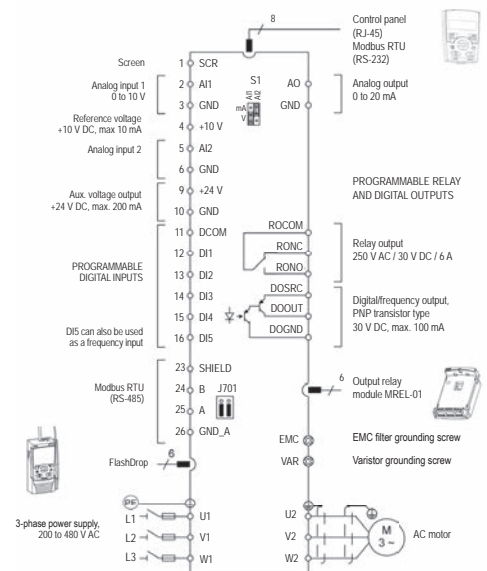 8
Control panel
(RJ-45)
Modbus RTU
(RS-232)
Screen
1 SCR
S1
AI1
AI2
mA
V
AO
Analog output
0 to 20 mA
Analog input 1
0 to 10 V
2 AI1
3 GND
GND
Reference voltage
+10 V DC, max 10 mA
4 +10 V
Analog input 2
5 AI2
6 GND
Aux. voltage output
+24 V DC, max. 200 mA
9 +24 V
10 GND
PROGRAMMABLE RELAY
AND DIGITAL OUTPUTS
PROGRAMMABLE
DIGITAL INPUTS
11 DCOM
12 DI1
13 DI2
14 DI3
15 DI4
16 DI5
DI5 can also be used
as a frequency input
ROCOM
RONC
RONO
Relay output
250 V AC / 30 V DC / 6 A
DOSRC
DOOUT
DOGND
Digital/frequency output,
PNP transistor type
30 V DC, max. 100 mA
Modbus RTU
(RS-485)
23 SHIELD
24 B
J701
25 A
26 GND_A
6
Output relay
module MREL-01
EMC
EMC filter grounding screw
VAR
Varistor grounding screw
FlashDrop
6
PE
3-phase power supply,
200 to 480 V AC
L1
U1
L2
V1
L3
W1
U2
V2
W2
M
3 ~
AC motor